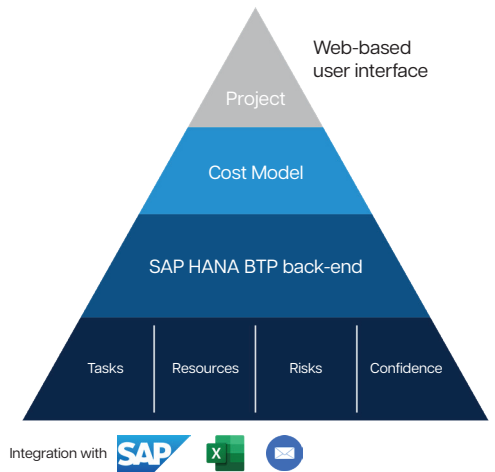 Web-based
user interface
Project
Cost Model
SAP HANA BTP back-end
Tasks Resources Risks Confidence
Integration with SAP X